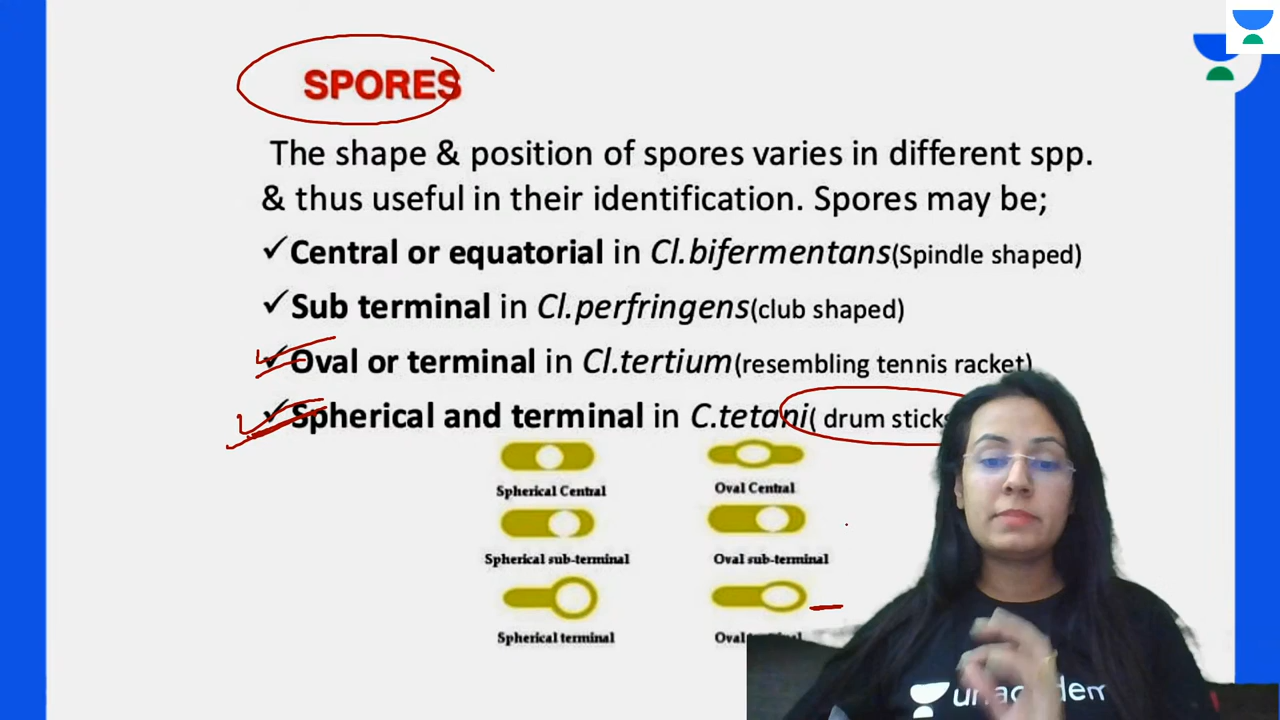 SPORES
The shape & position of spores varies in different spp.
& thus useful in their identification. Spores may be;
✓Central or equatorial in Cl.bifermentans(Spindle shaped)
✓Sub terminal in Cl.perfringens(club shaped)
✓Oval or terminal in Cl.tertium(resembling tennis racket)
✓Spherical and terminal in C.tetani( drum sticks
Spherical Central
Oval Central
Spherical sub-terminal
Oval sub-terminal
Spherical terminal
Oval